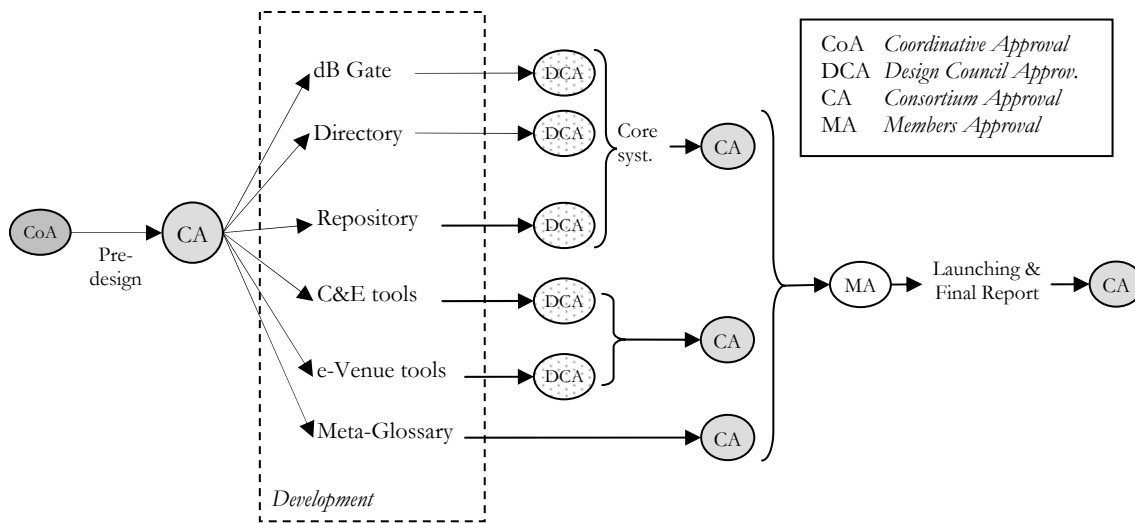 CoA Coordinative Approval
DCA Design Council Approv.
CA Consortium Approval
MA Members Approval
dB Gate
DCA
Directory
DCA
Core
syst.
CA
Repository
DCA
CoA
CA
Pre-
design
C&E tools
DCA
MA
Launching &
Final Report
CA
e-Venue tools
DCA
CA
Meta-Glossary
CA
Development